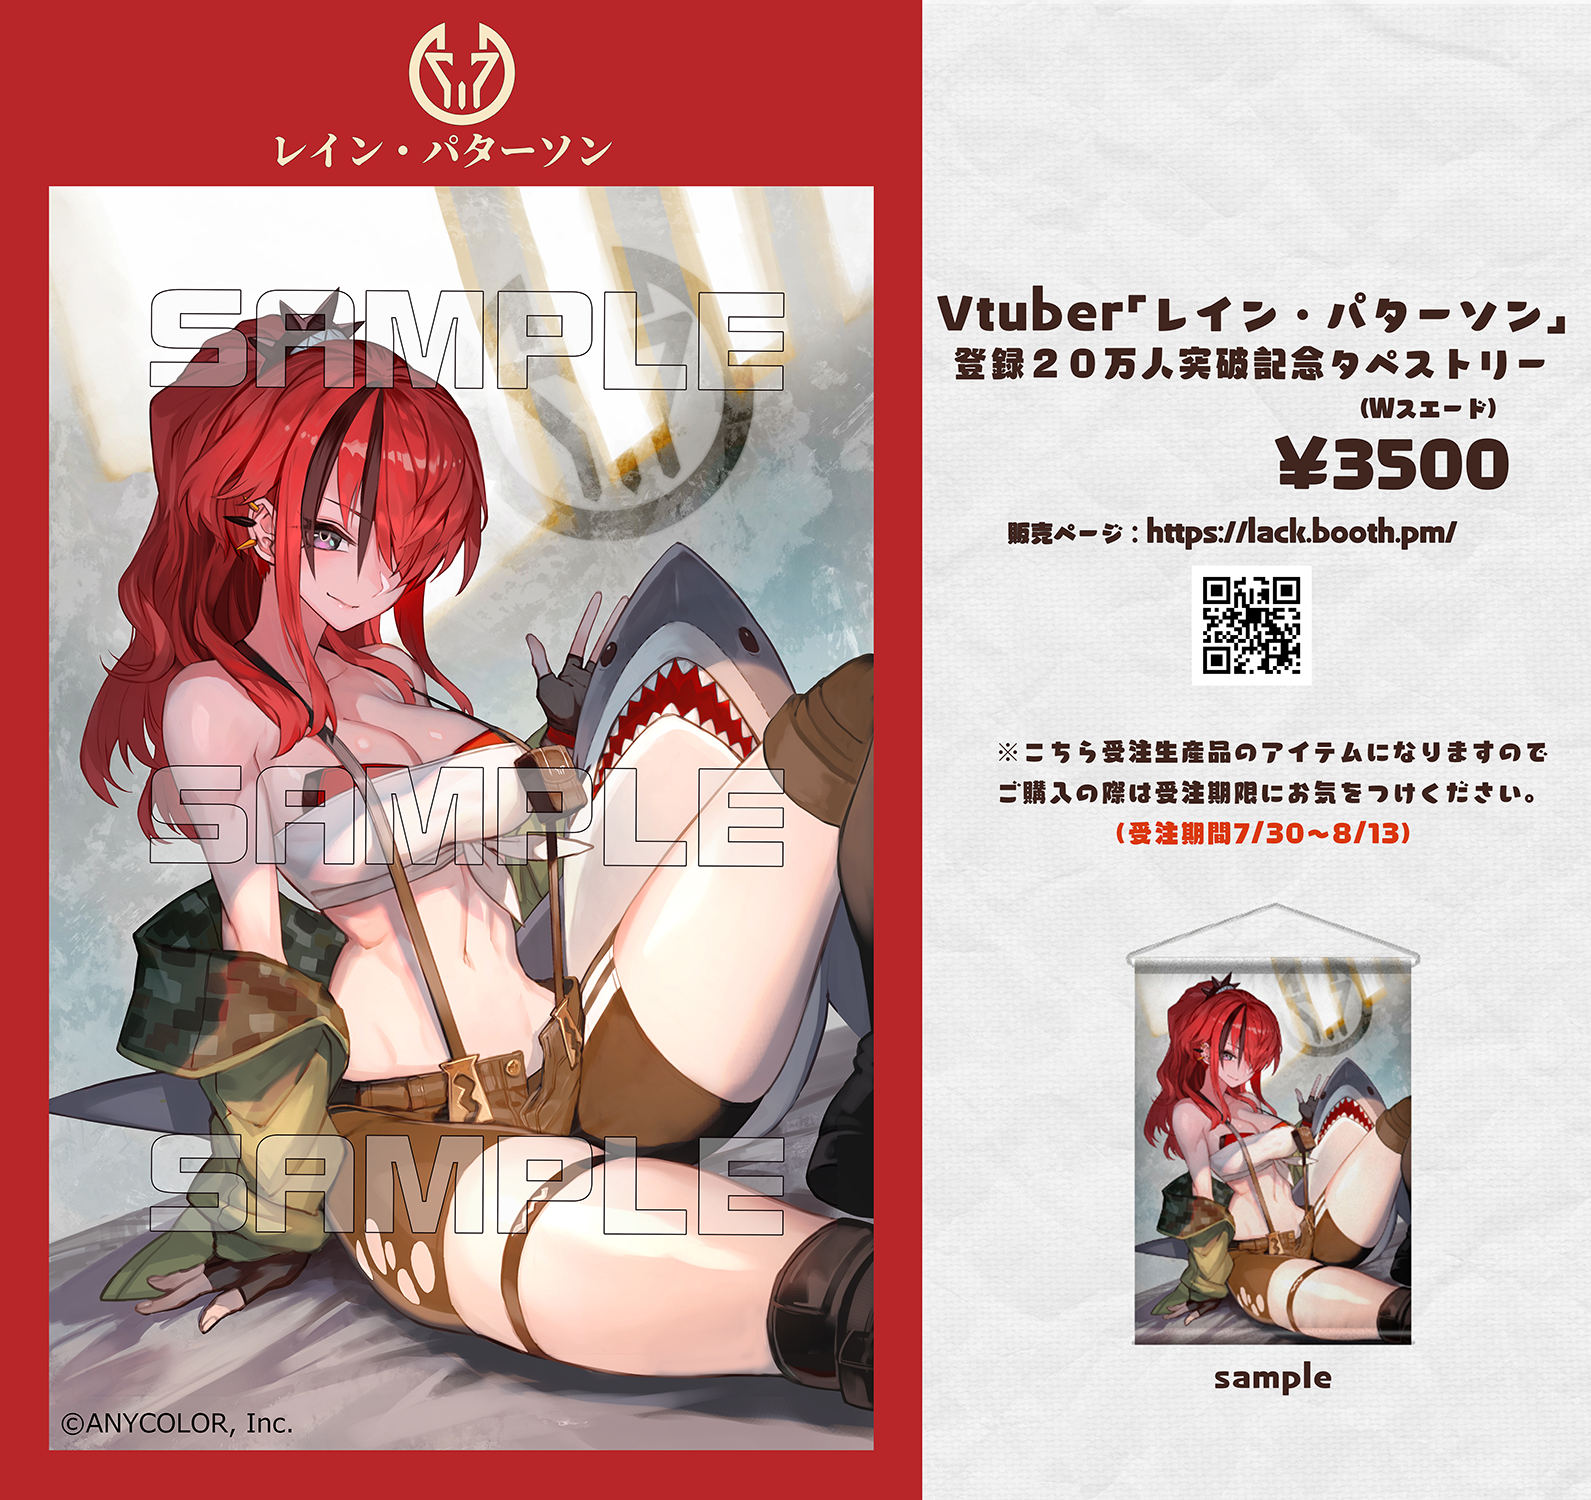 レイン・パターソン
SAMPLE
SAMPLE
SAMPLE
©ANYCOLOR, Inc.
Vtuber「レイン・パターソン」
登録20万人突破記念タペストリー
(Wスエード)
¥3500
販売ページ：https://lack.booth.pm/
※こちら受注生産品のアイテムになりますので
ご購入の際は受注期限にお気をつけください。
(受注期間7/30～8/13)
sample